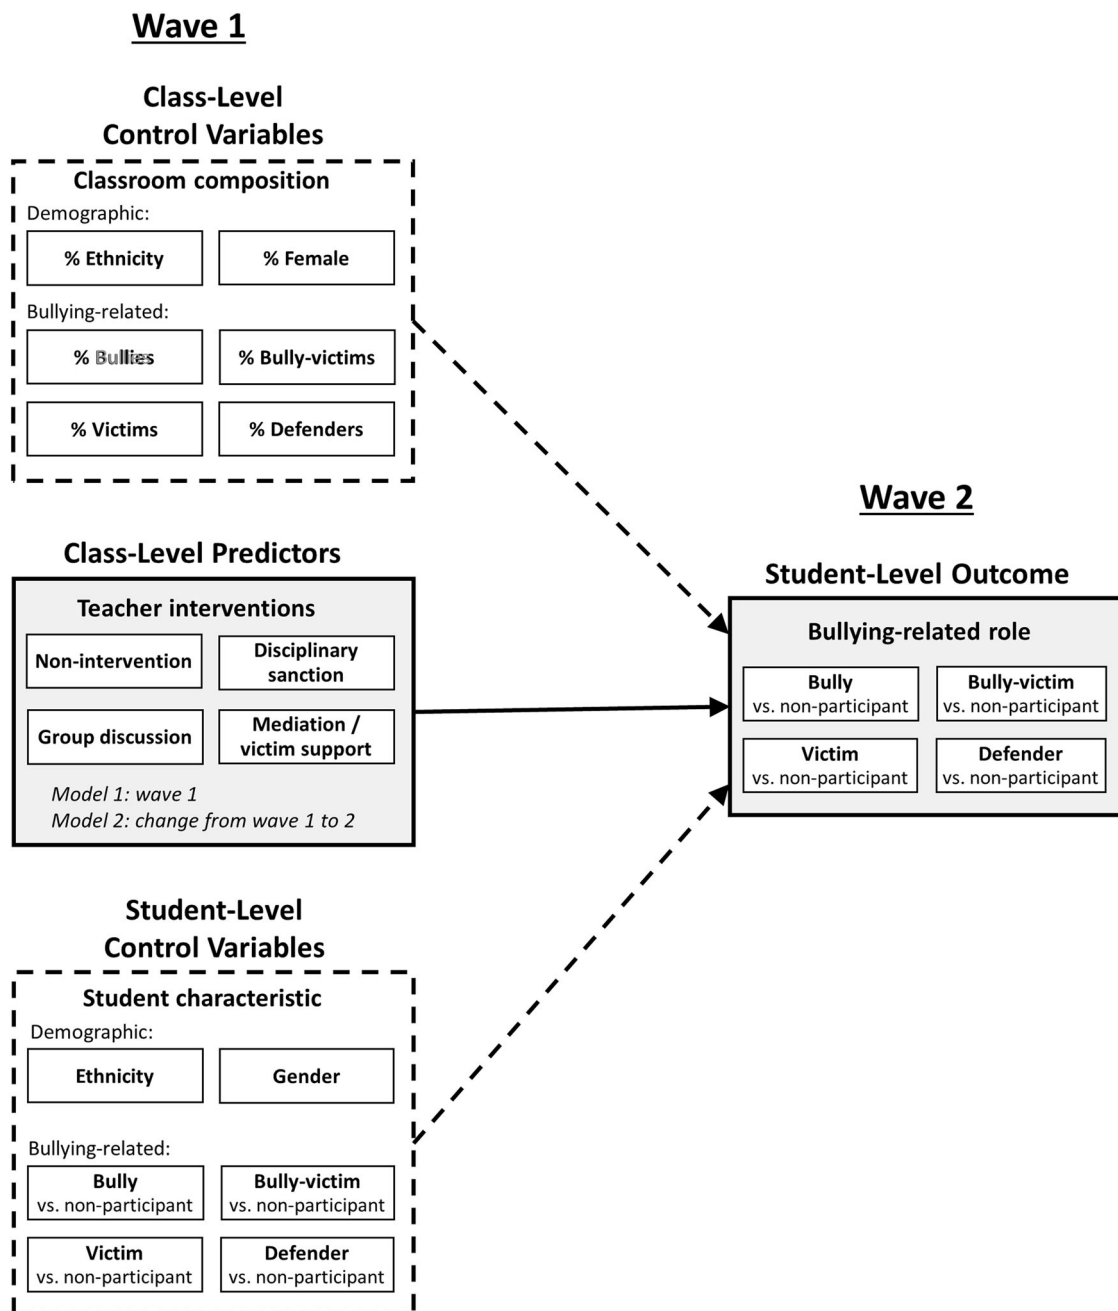 Wave 1
Class-Level
Control Variables
Classroom composition
Demographic:
% Ethnicity
% Female
Bullying-related:
% Bullies
% Bully-victims
% Victims
% Defenders
Class-Level Predictors
Teacher interventions
Non-intervention
Disciplinary
sanction
Group discussion
Mediation /
victim support
Model 1: wave 1
Model 2: change from wave 1 to 2
Student-Level
Control Variables
Student characteristic
Demographic:
Ethnicity
Gender
Bullying-related:
Bully
vs. non-participant
Bully-victim
vs. non-participant
Victim
vs. non-participant
Defender
vs. non-participant
Wave 2
Student-Level Outcome
Bullying-related role
Bully
vs. non-participant
Bully-victim
vs. non-participant
Victim
vs. non-participant
Defender
vs. non-participant